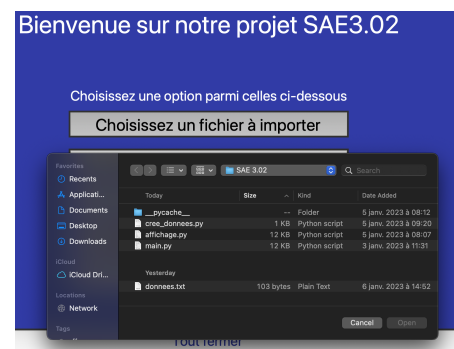 Bienvenue sur notre projet SAE3.02
Choisissez une option parmi celles ci-dessous
Choisissez un fichier à importer
Favorites
Recents
Applicati...
Documents
Desktop
Downloads
iCloud
iCloud Dri...
Locations
Network
Tags
SAE 3.02
Search
Today Size Kind Date Added
__pycache__ -- Folder 5 janv. 2023 à 08:12
cree_donnees.py 1 KB Python script 5 janv. 2023 à 09:20
affichage.py 12 KB Python script 5 janv. 2023 à 08:07
main.py 12 KB Python script 3 janv. 2023 à 11:31
Yesterday
donnees.txt 103 bytes Plain Text 6 janv. 2023 à 14:52
Cancel Open
Tout fermer